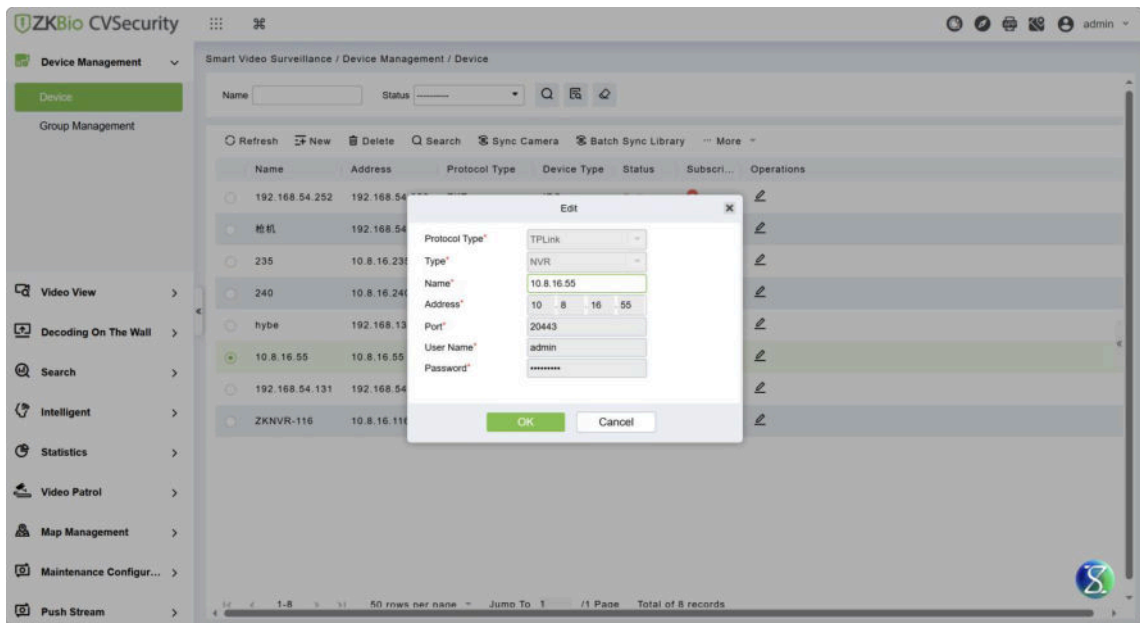 ZKBio CVSecurity
admin
Device Management
Smart Video Surveillance / Device Management / Device
Device
Group Management
Name
Status ----------
Refresh New Delete Search Sync Camera Batch Sync Library ··· More
Name Address Protocol Type Device Type Status Subscri... Operations
192.168.54.252 192.168.54
枪机 192.168.54
235 10.8.16.235
240 10.8.16.240
hybe 192.168.13
10.8.16.55 10.8.16.55
192.168.54.131 192.168.54
ZKNVR-116 10.8.16.116
Edit
Protocol Type* TPLink
Type* NVR
Name* 10.8.16.55
Address* 10 . 8 . 16 . 55
Port* 20443
User Name* admin
Password* •••••••••
OK Cancel
Video View
Decoding On The Wall
Search
Intelligent
Statistics
Video Patrol
Map Management
Maintenance Configur...
Push Stream
1-8 50 rows per page Jump To 1 /1 Page Total of 8 records